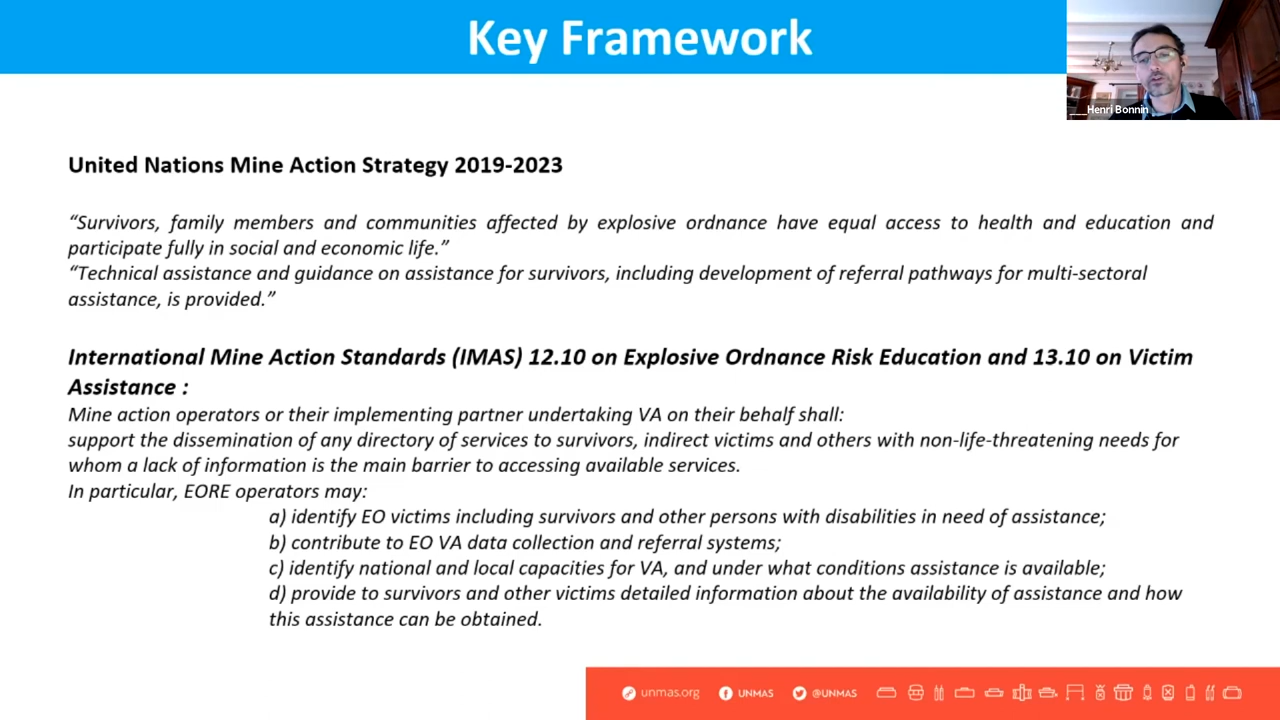 Key Framework
Henri Bonnin
United Nations Mine Action Strategy 2019-2023
“Survivors, family members and communities affected by explosive ordnance have equal access to health and education and
participate fully in social and economic life.”
“Technical assistance and guidance on assistance for survivors, including development of referral pathways for multi-sectoral
assistance, is provided.”
International Mine Action Standards (IMAS) 12.10 on Explosive Ordnance Risk Education and 13.10 on Victim
Assistance :
Mine action operators or their implementing partner undertaking VA on their behalf shall:
support the dissemination of any directory of services to survivors, indirect victims and others with non-life-threatening needs for
whom a lack of information is the main barrier to accessing available services.
In particular, EORE operators may:
a) identify EO victims including survivors and other persons with disabilities in need of assistance;
b) contribute to EO VA data collection and referral systems;
c) identify national and local capacities for VA, and under what conditions assistance is available;
d) provide to survivors and other victims detailed information about the availability of assistance and how
this assistance can be obtained.
unmas.org UNMAS @UNMAS